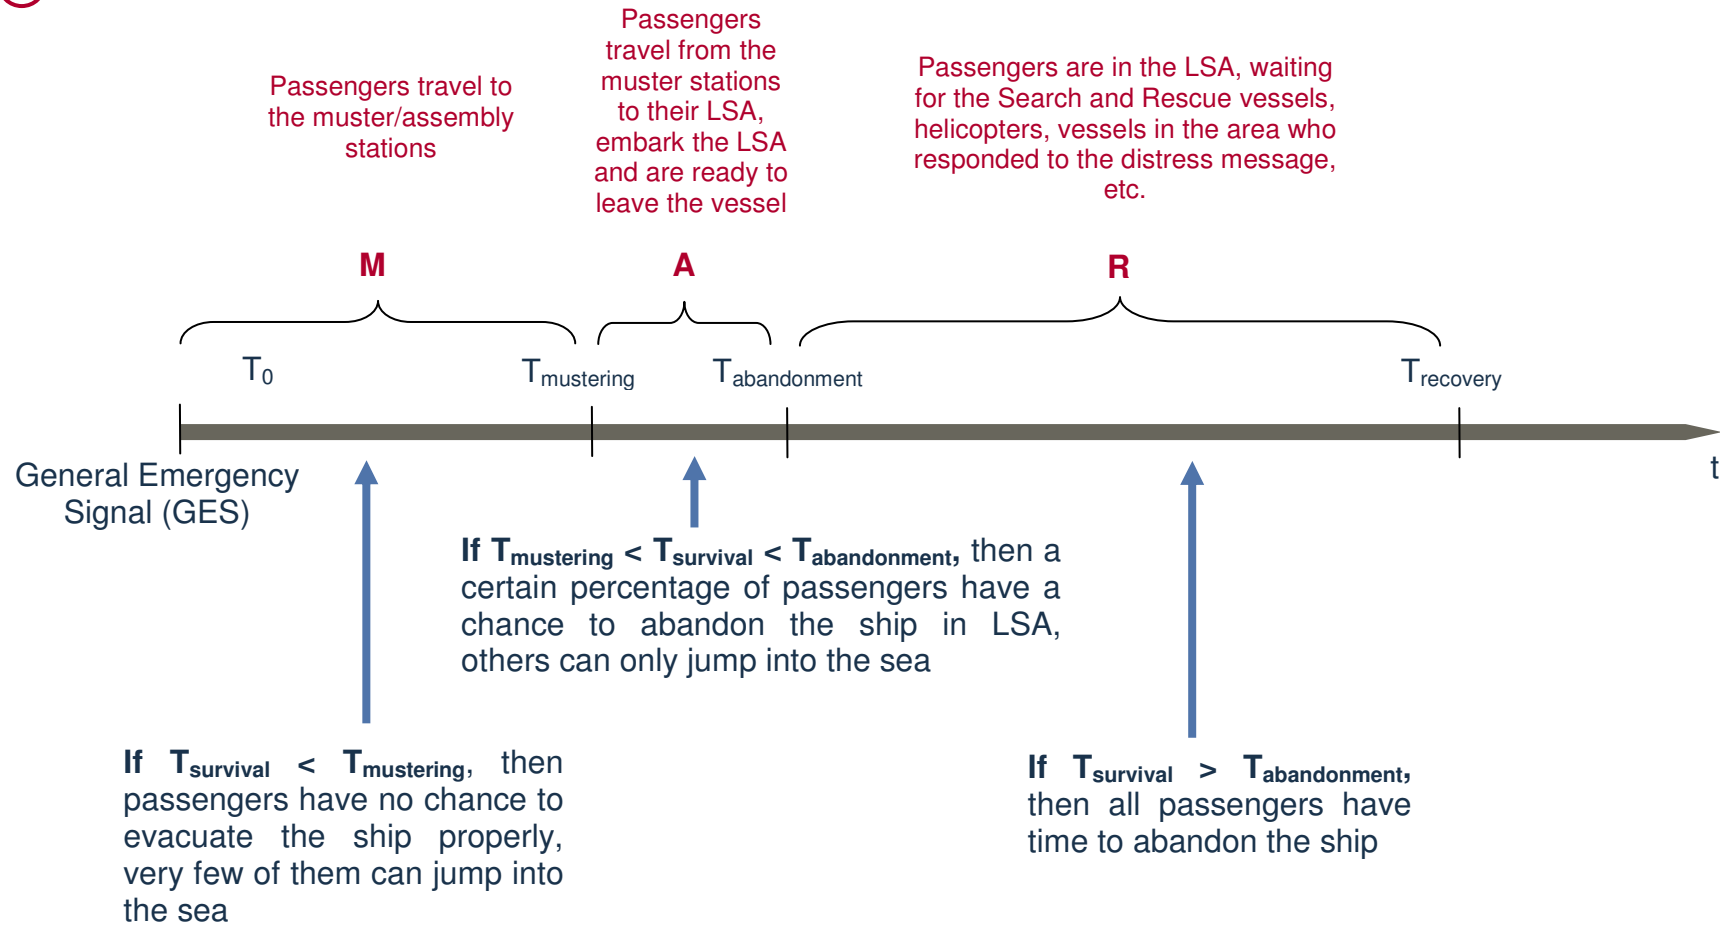 Passengers travel to
the muster/assembly
stations
Passengers
travel from the
muster stations
to their LSA,
embark the LSA
and are ready to
leave the vessel
Passengers are in the LSA, waiting
for the Search and Rescue vessels,
helicopters, vessels in the area who
responded to the distress message,
etc.
M
A
R
T0
Tmustering
Tabandonment
Trecovery
General Emergency
Signal (GES)
t
If Tmustering < Tsurvival < Tabandonment, then a
certain percentage of passengers have a
chance to abandon the ship in LSA,
others can only jump into the sea
If Tsurvival < Tmustering, then
passengers have no chance to
evacuate the ship properly,
very few of them can jump into
the sea
If Tsurvival > Tabandonment,
then all passengers have
time to abandon the ship